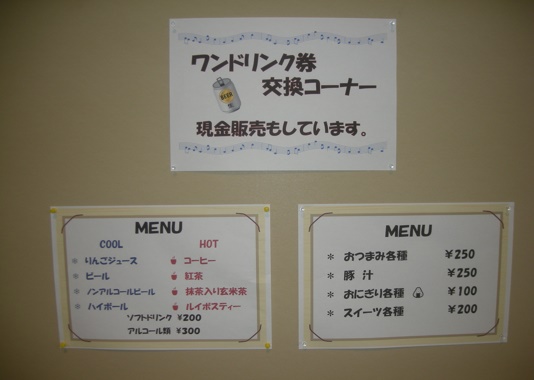 ワンドリンク券
交換コーナー
現金販売もしています。
MENU
COOL HOT
りんごジュース コーヒー
ビール 紅茶
ノンアルコールビール 抹茶入り玄米茶
ハイボール ルイボスティー
ソフトドリンク ¥200
アルコール類 ¥300
MENU
* おつまみ各種 ¥250
* 豚汁 ¥250
* おにぎり各種 ¥100
* スイーツ各種 ¥200